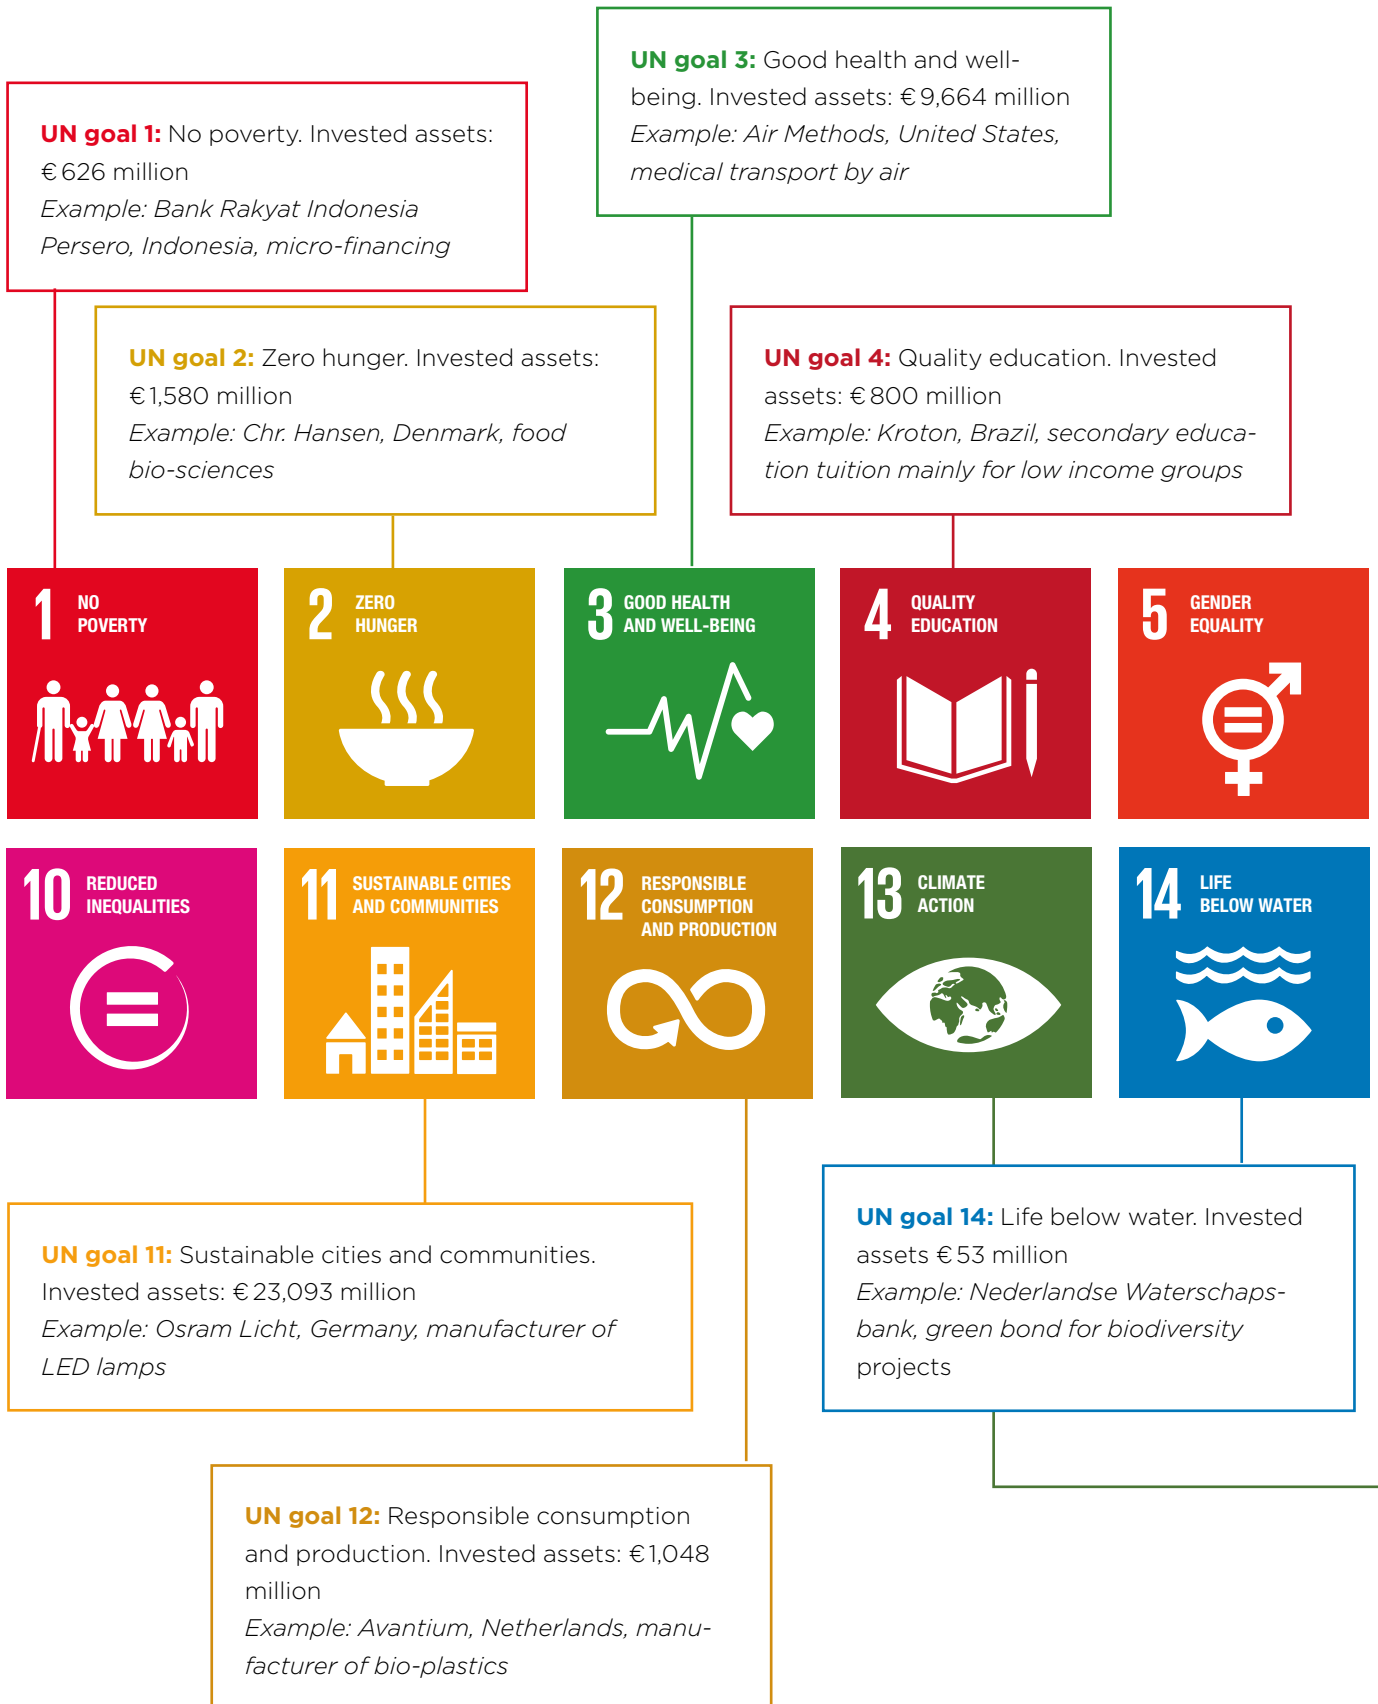 UN goal 3: Good health and well-
being. Invested assets: € 9,664 million
Example: Air Methods, United States,
medical transport by air
UN goal 1: No poverty. Invested assets:
€ 626 million
Example: Bank Rakyat Indonesia
Persero, Indonesia, micro-financing
UN goal 2: Zero hunger. Invested assets:
€ 1,580 million
Example: Chr. Hansen, Denmark, food
bio-sciences
UN goal 4: Quality education. Invested
assets: € 800 million
Example: Kroton, Brazil, secondary educa-
tion tuition mainly for low income groups
1 NO
POVERTY
2 ZERO
HUNGER
3 GOOD HEALTH
AND WELL-BEING
4 QUALITY
EDUCATION
5 GENDER
EQUALITY
10 REDUCED
INEQUALITIES
11 SUSTAINABLE CITIES
AND COMMUNITIES
12 RESPONSIBLE
CONSUMPTION
AND PRODUCTION
13 CLIMATE
ACTION
14 LIFE
BELOW WATER
UN goal 11: Sustainable cities and communities.
Invested assets: € 23,093 million
Example: Osram Licht, Germany, manufacturer of
LED lamps
UN goal 14: Life below water. Invested
assets € 53 million
Example: Nederlandse Waterschaps-
bank, green bond for biodiversity
projects
UN goal 12: Responsible consumption
and production. Invested assets: € 1,048
million
Example: Avantium, Netherlands, manu-
facturer of bio-plastics